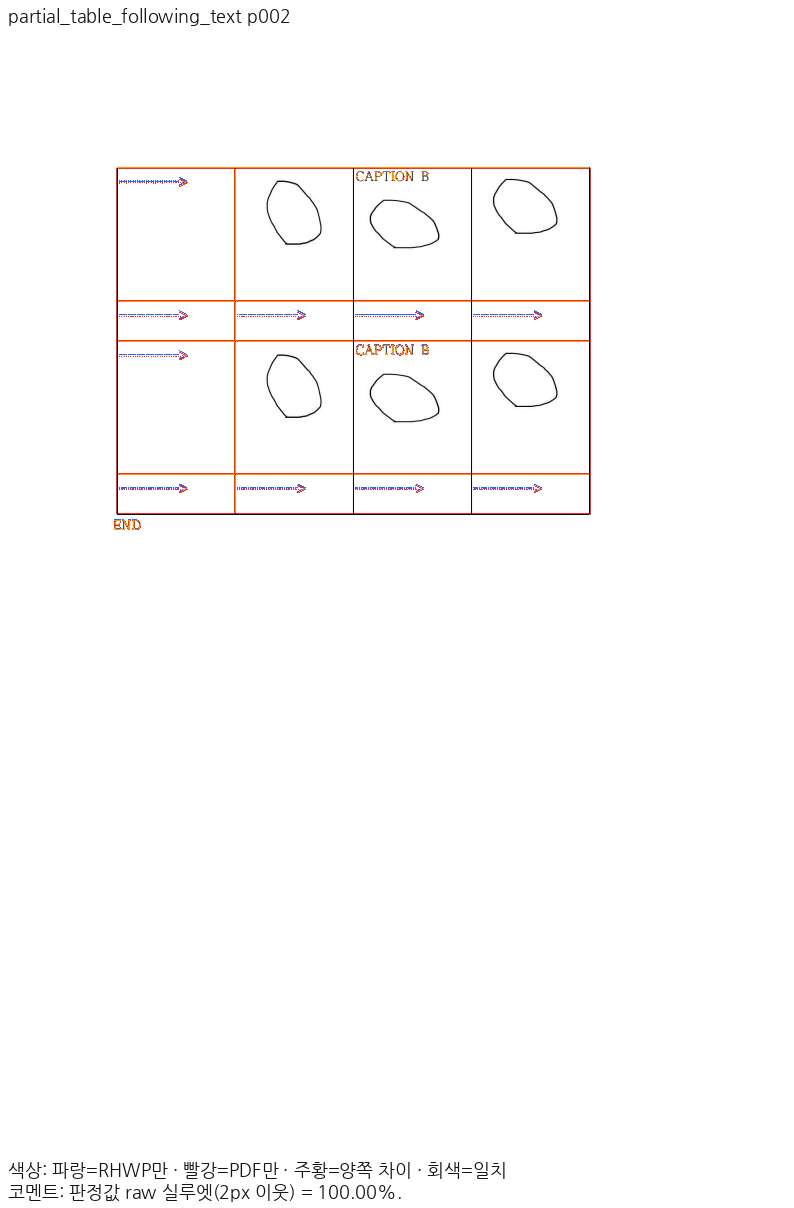 partial_table_following_text p002
CAPTION B
CAPTION B
END
색상: 파랑=RHWP만 · 빨강=PDF만 · 주황=양쪽 차이 · 회색=일치
코멘트: 판정값 raw 실루엣(2px 이웃) = 100.00%.